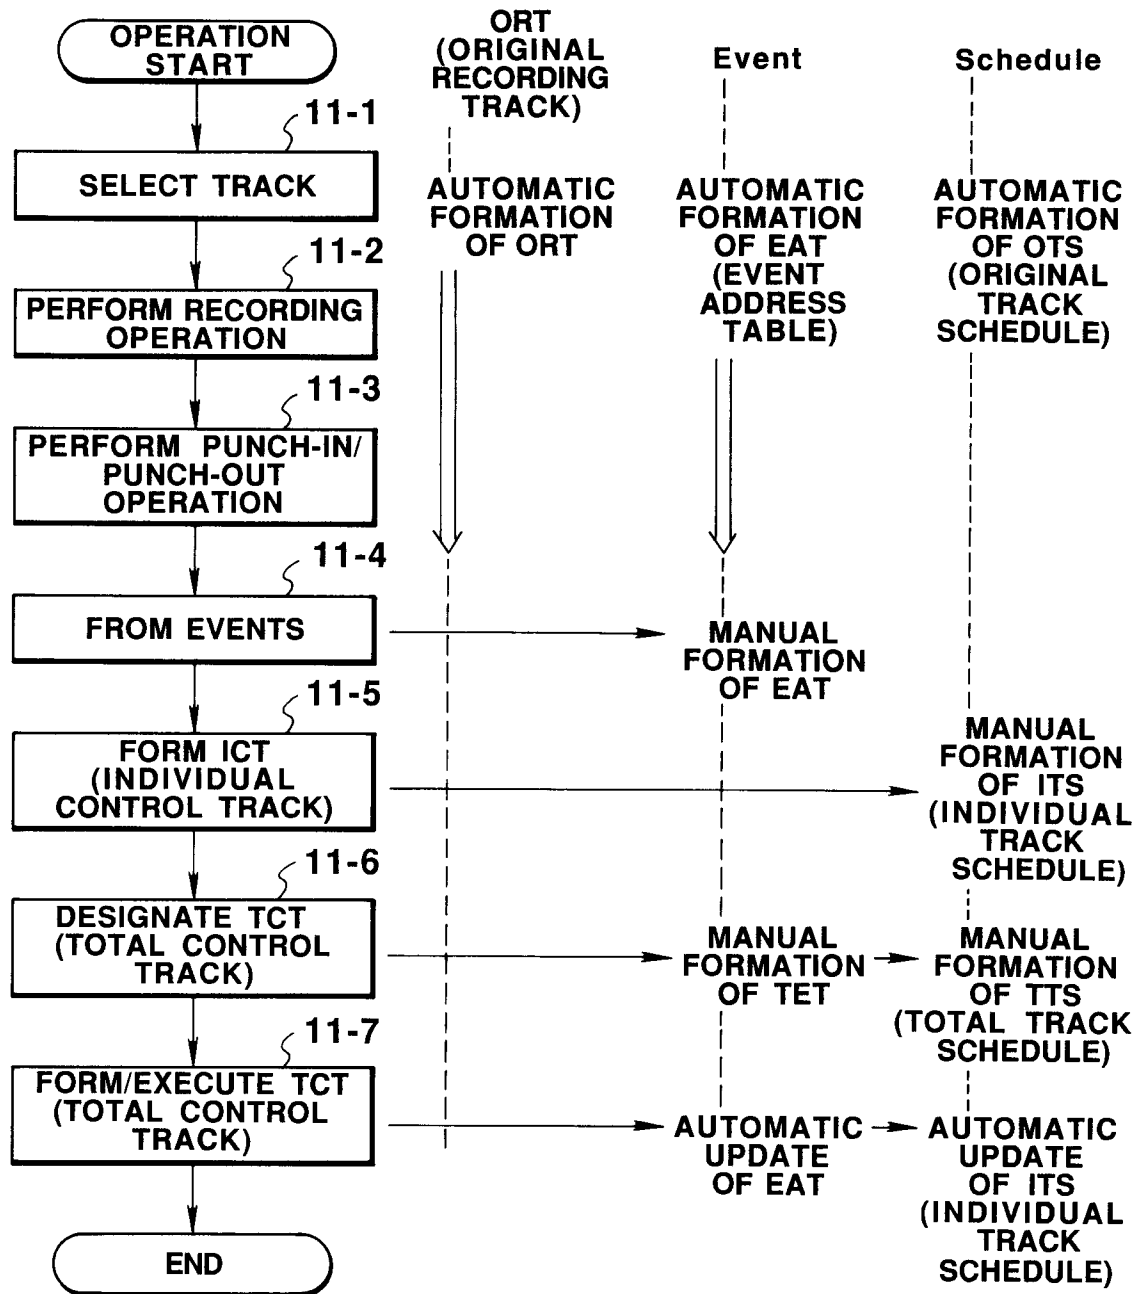 OPERATION
START
11-1
SELECT TRACK
11-2
PERFORM RECORDING
OPERATION
11-3
PERFORM PUNCH-IN/
PUNCH-OUT
OPERATION
11-4
FROM EVENTS
11-5
FORM ICT
(INDIVIDUAL
CONTROL TRACK)
11-6
DESIGNATE TCT
(TOTAL CONTROL
TRACK)
11-7
FORM/EXECUTE TCT
(TOTAL CONTROL
TRACK)
END
ORT
(ORIGINAL
RECORDING
TRACK)
AUTOMATIC
FORMATION
OF ORT
Event
AUTOMATIC
FORMATION
OF EAT
(EVENT
ADDRESS
TABLE)
MANUAL
FORMATION
OF EAT
MANUAL
FORMATION
OF TET
AUTOMATIC
UPDATE
OF EAT
Schedule
AUTOMATIC
FORMATION
OF OTS
(ORIGINAL
TRACK
SCHEDULE)
MANUAL
FORMATION
OF ITS
(INDIVIDUAL
TRACK
SCHEDULE)
MANUAL
FORMATION
OF TTS
(TOTAL TRACK
SCHEDULE)
AUTOMATIC
UPDATE
OF ITS
(INDIVIDUAL
TRACK
SCHEDULE)